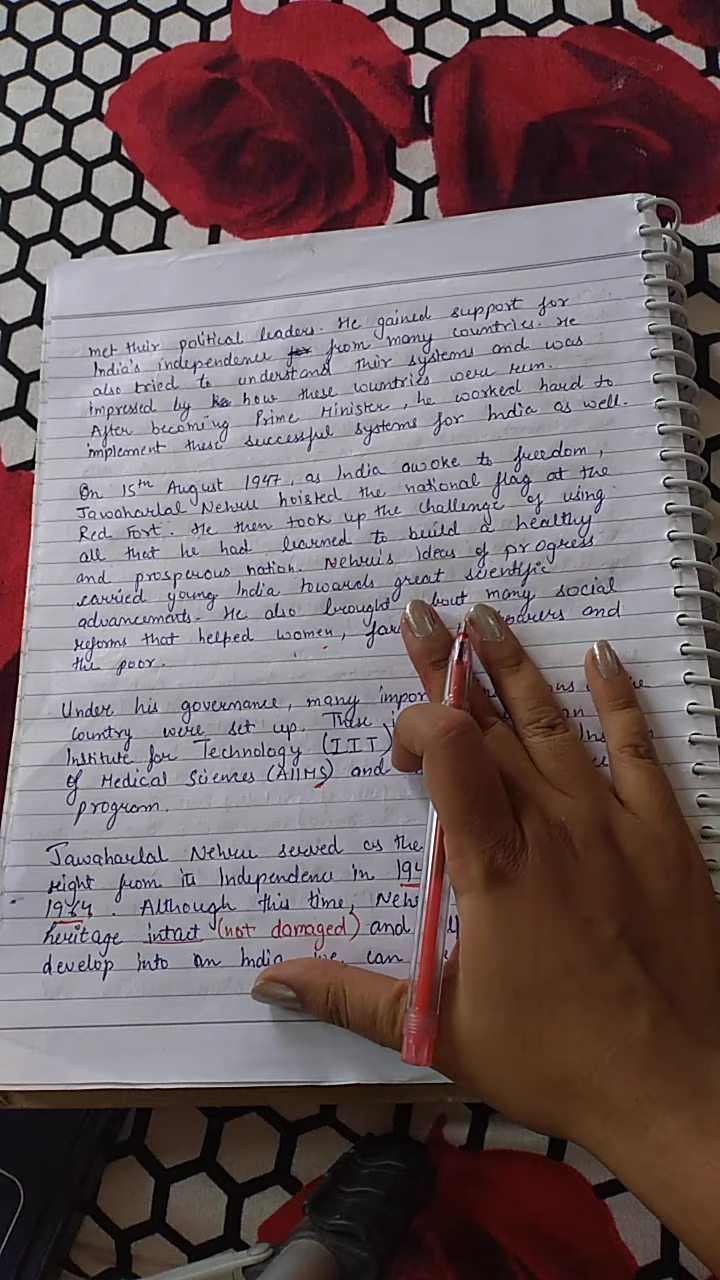 met their political leaders. He gained support for
India's independence from many countries. He
also tried to understand their systems and was
impressed by how these countries were run.
After becoming Prime Minister, he worked hard to
implement these successful systems for India as well.
On 15th August 1947, as India awoke to freedom,
Jawaharlal Nehru hoisted the national flag at the
Red Fort. He then took up the challenge of using
all that he had learned to build a healthy
and prosperous nation. Nehru's ideas of progress
carried young India towards great scientific
advancements. He also brought about many social
reforms that helped women, and
the poor.
Under his governance, many
country were set up. These
Institute for Technology (IIT)
of Medical Sciences (AIIMS) and
program.
Jawaharlal Nehru served as the
right from its Independence in
1964. Although this time,
heritage intact (not damaged) and
develop into an India we can